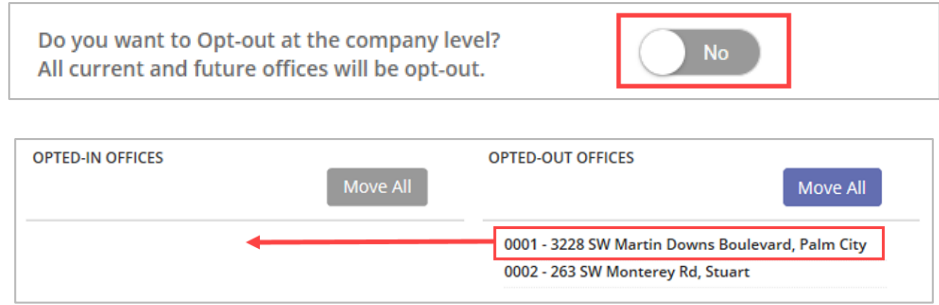 Do you want to Opt-out at the company level?
All current and future offices will be opt-out.
No
OPTED-IN OFFICES
Move All
OPTED-OUT OFFICES
Move All
0001 - 3228 SW Martin Downs Boulevard, Palm City
0002 - 263 SW Monterey Rd, Stuart